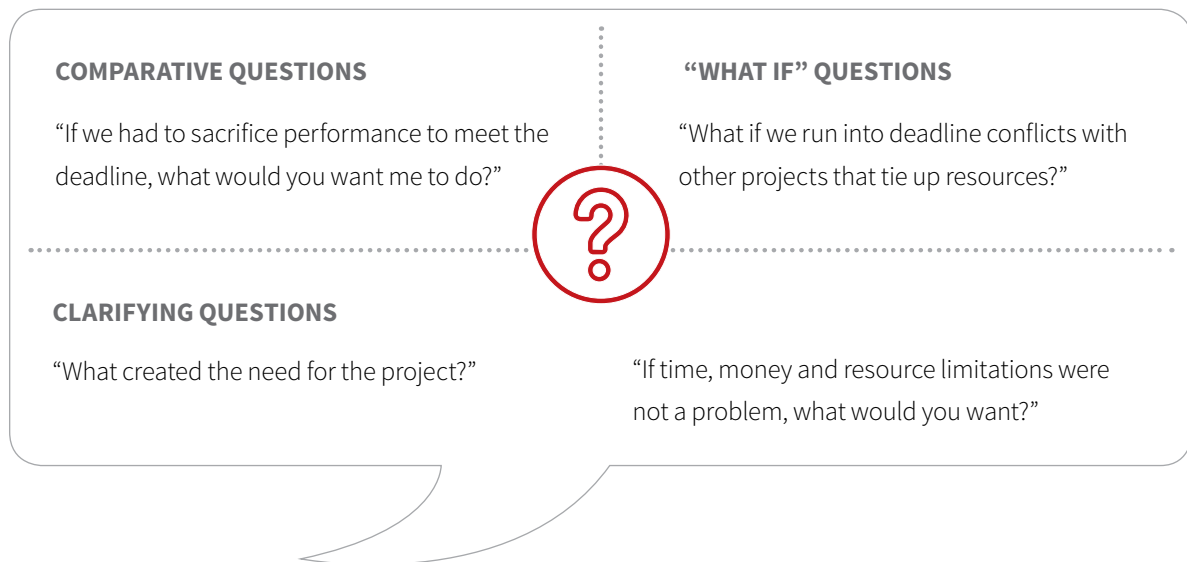 COMPARATIVE QUESTIONS
“If we had to sacrifice performance to meet the
deadline, what would you want me to do?”
“WHAT IF” QUESTIONS
“What if we run into deadline conflicts with
other projects that tie up resources?”
?
CLARIFYING QUESTIONS
“What created the need for the project?”
“If time, money and resource limitations were
not a problem, what would you want?”